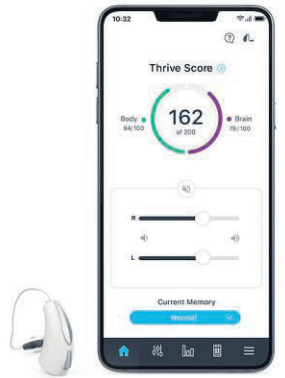 10:32
Thrive Score
Body
84/100
162
of 200
Brain
78/100
R
L
Current Memory
Normal